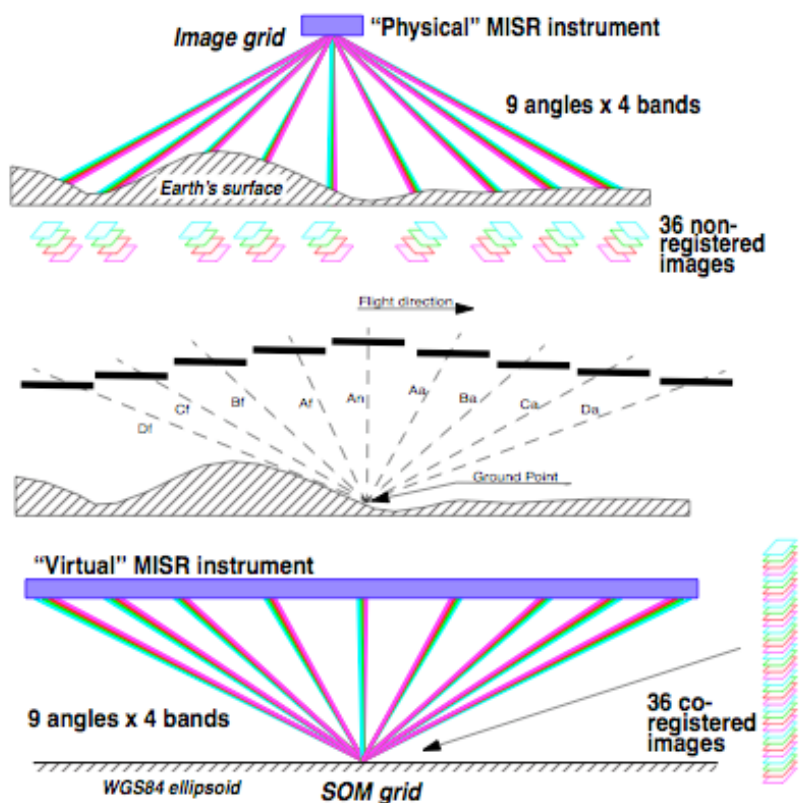 Image grid
“Physical” MISR instrument
9 angles x 4 bands
Earth's surface
36 non-
registered
images
Flight direction
Df
Cf
Bf
Af
An
Aa
Ba
Ca
Da
Ground Point
“Virtual” MISR instrument
9 angles x 4 bands
36 co-
registered
images
WGS84 ellipsoid
SOM grid